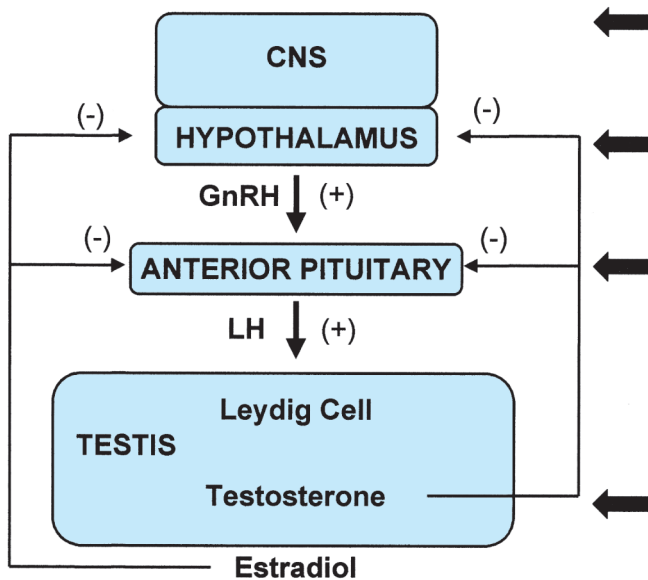 CNS
(-) (-)
HYPOTHALAMUS
GnRH (+)
(-) (-)
ANTERIOR PITUITARY
LH (+)
Leydig Cell
TESTIS
Testosterone
Estradiol